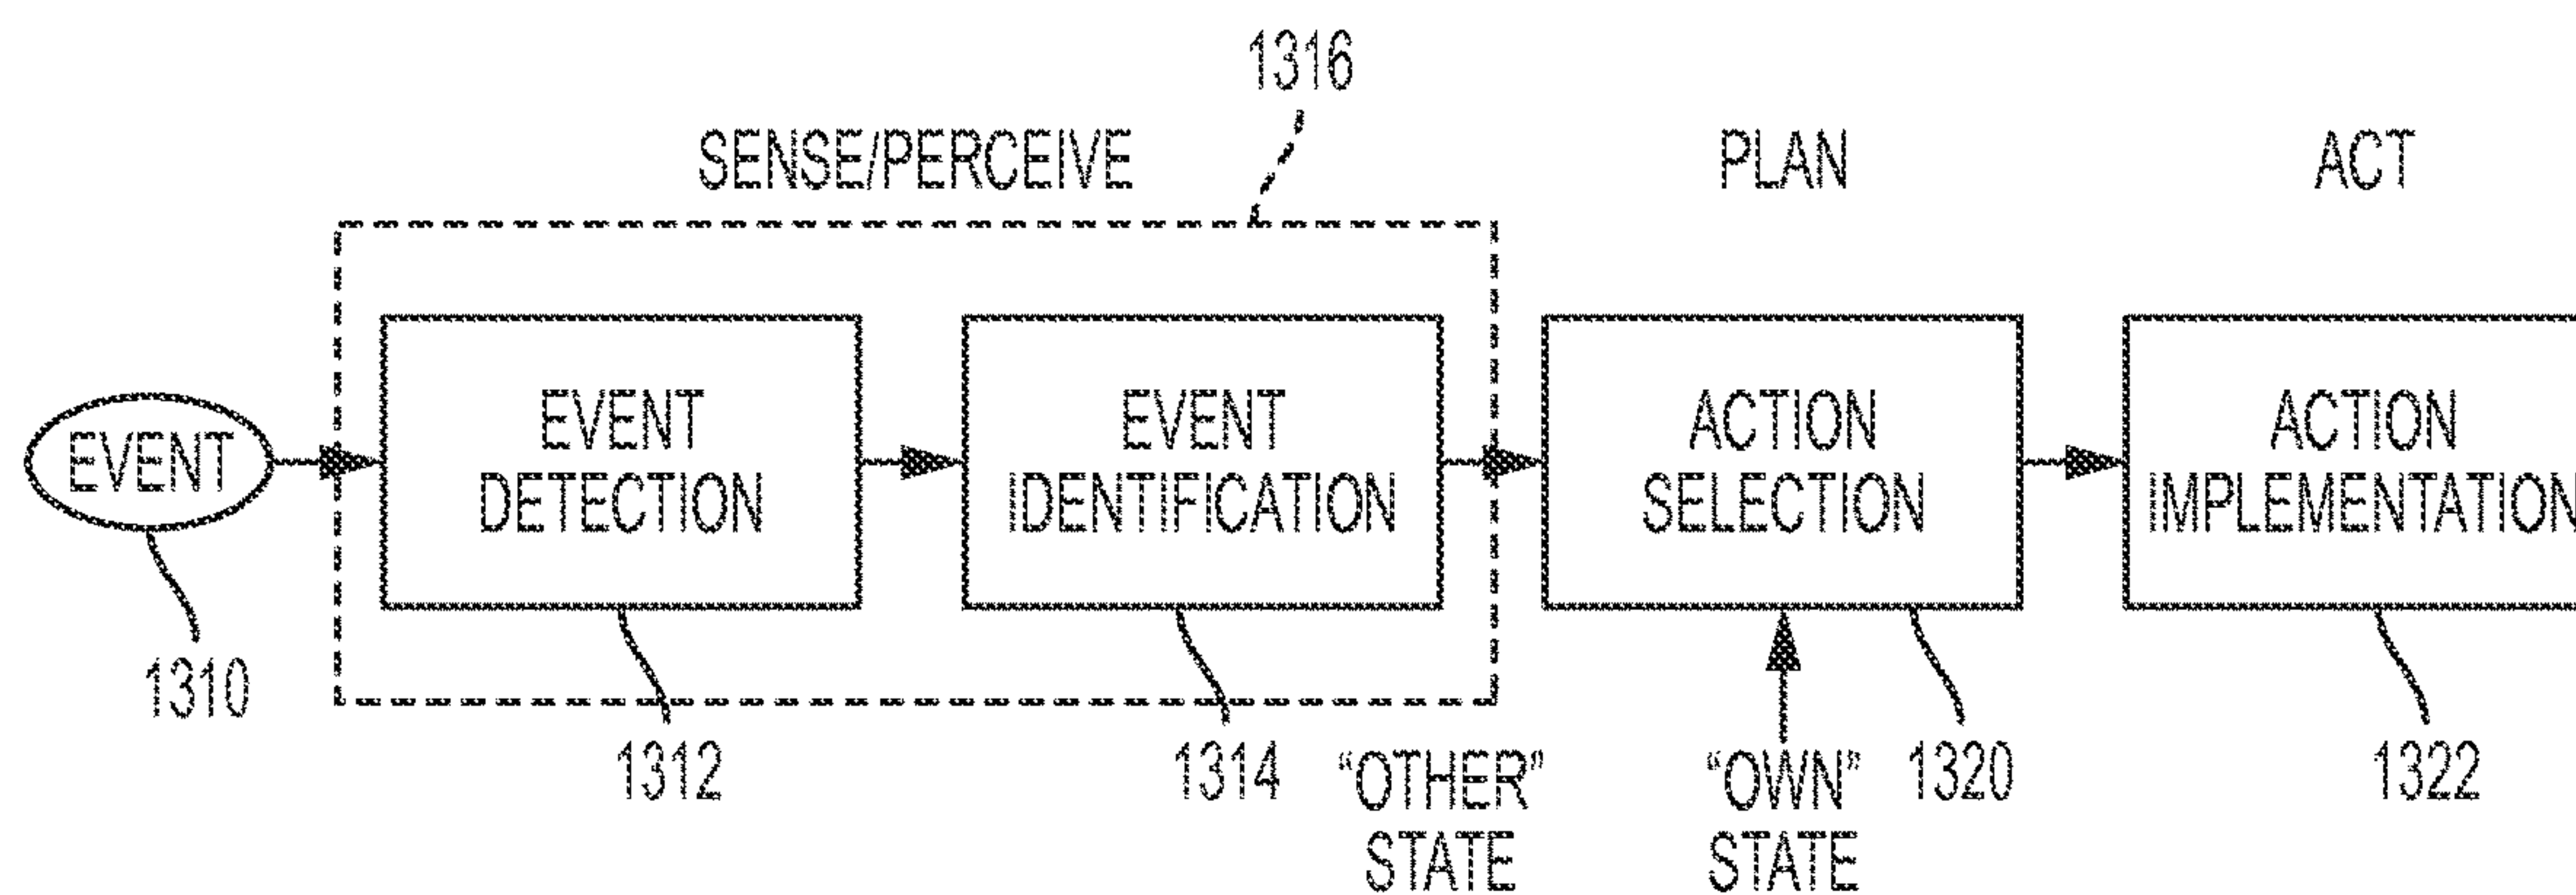 1316
SENSE/PERCEIVE
PLAN
ACT
EVENT
EVENT
DETECTION
EVENT
IDENTIFICATION
ACTION
SELECTION
ACTION
IMPLEMENTATION
1310
1312
1314
"OTHER"
STATE
"OWN"
STATE
1320
1322